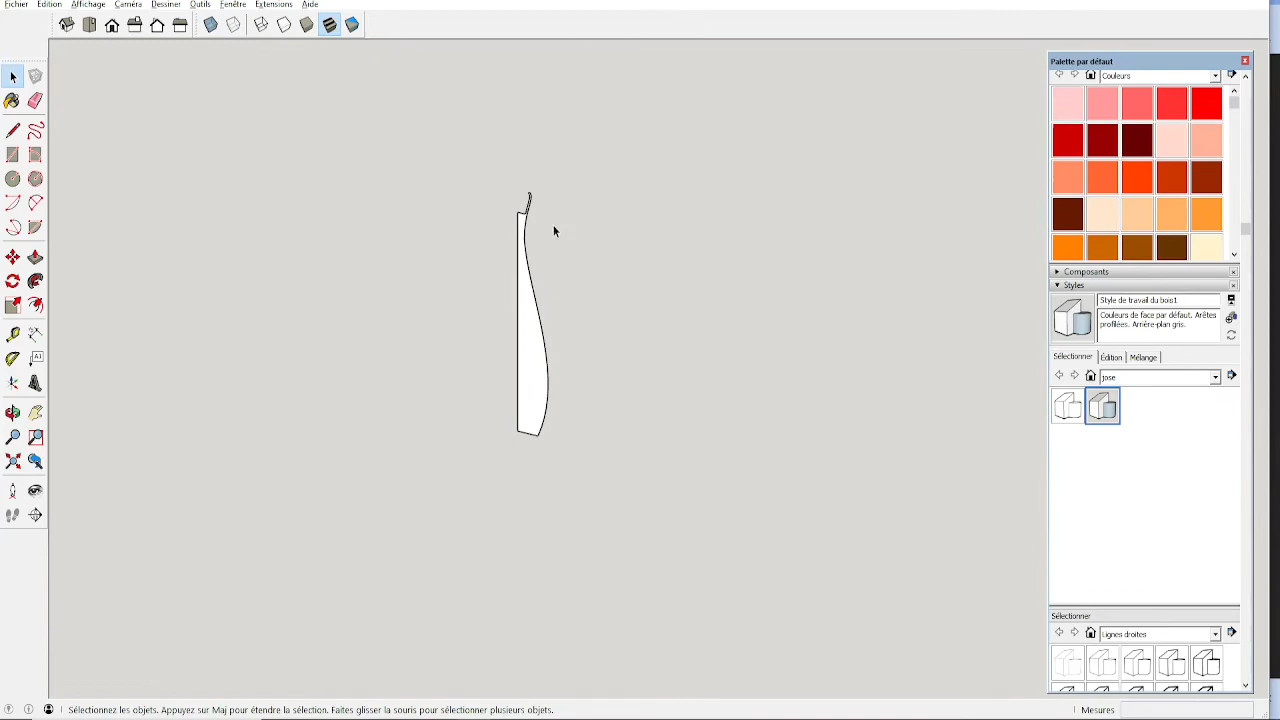 Fichier Edition Affichage Caméra Dessiner Outils Fenêtre Extensions Aide
Palette par défaut
Couleurs
Composants
Styles
Style de travail du bois1
Couleurs de face par défaut. Arêtes
profilées. Arrière-plan gris.
Sélectionner Édition Mélange
jose
Sélectionner
Lignes droites
Sélectionnez les objets. Appuyez sur Maj pour étendre la sélection. Faites glisser la souris pour sélectionner plusieurs objets.
Mesures